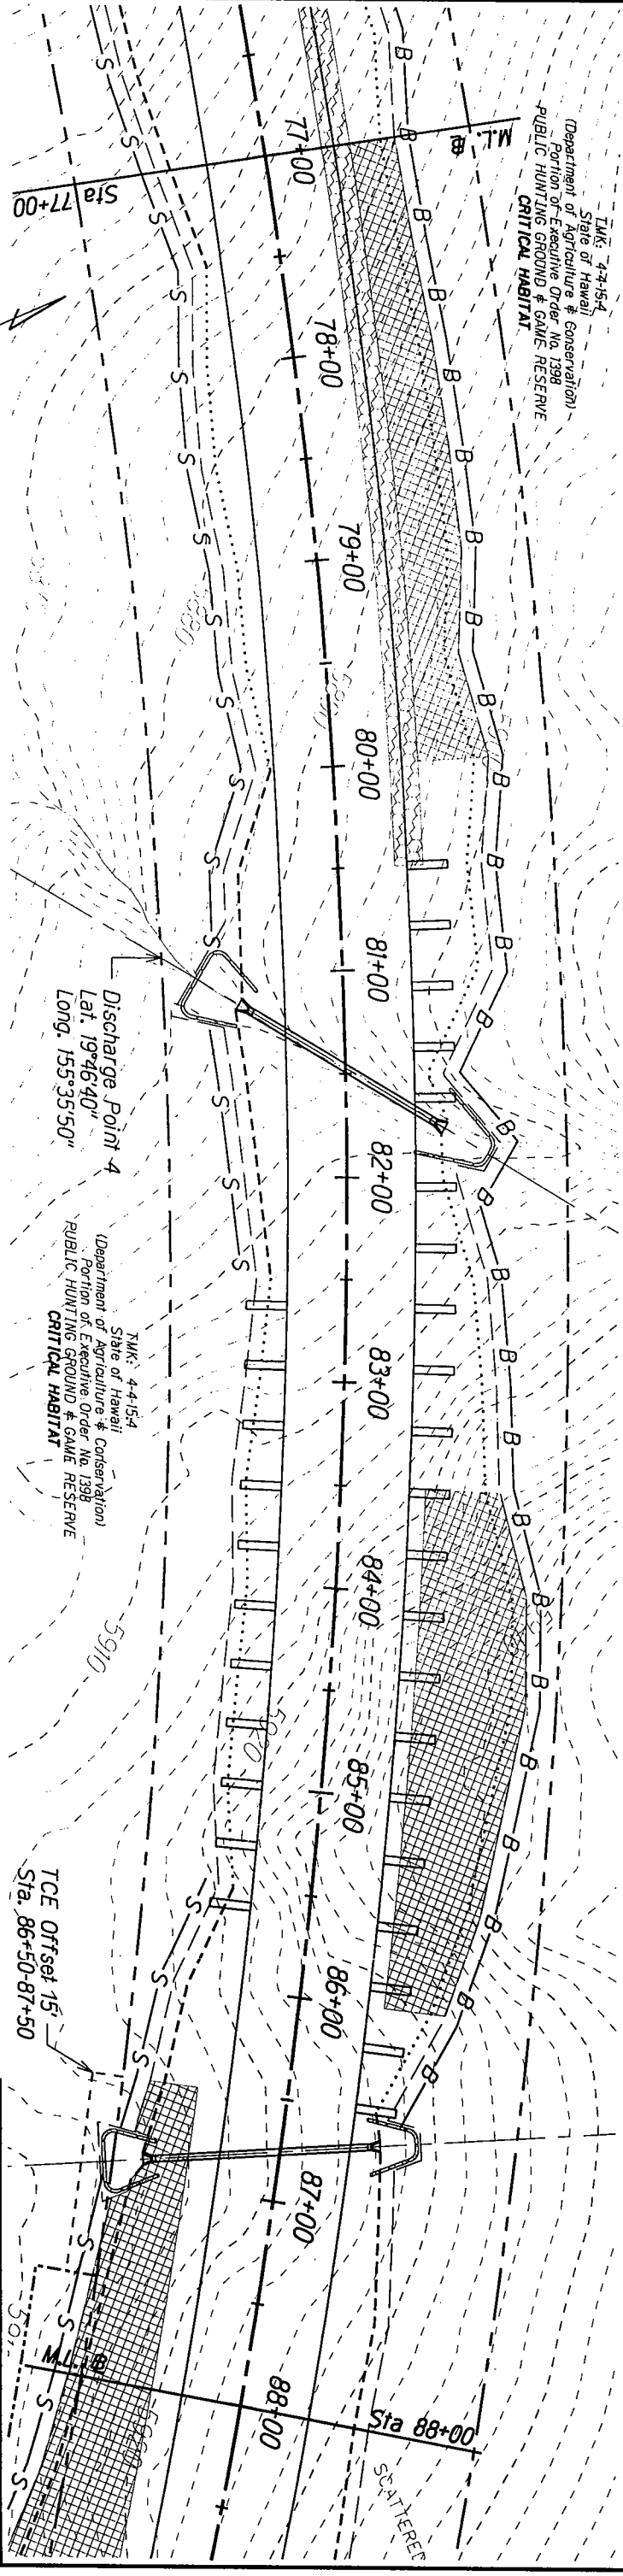 TMK: 4-4-15:4
State of Hawaii
(Department of Agriculture & Conservation)
Portion of Executive Order No. 1398
PUBLIC HUNTING GROUND & GAME RESERVE
CRITICAL HABITAT
M.L.
Sta 77+00
77+00
78+00
79+00
80+00
81+00
82+00
83+00
84+00
85+00
86+00
87+00
88+00
Discharge Point 4
Lat. 19°46'40"
Long. 155°35'50"
TMK: 4-4-15:4
State of Hawaii
(Department of Agriculture & Conservation)
Portion of Executive Order No. 1398
PUBLIC HUNTING GROUND & GAME RESERVE
CRITICAL HABITAT
5910
TCE Offset 15'
Sta. 86+50-87+50
M.L.
Sta 88+00
SCATTERED
B B B B B B B B B B B B B B B B B B B B B B B B B
S S S S S S S S S S S S S S S S S S S S